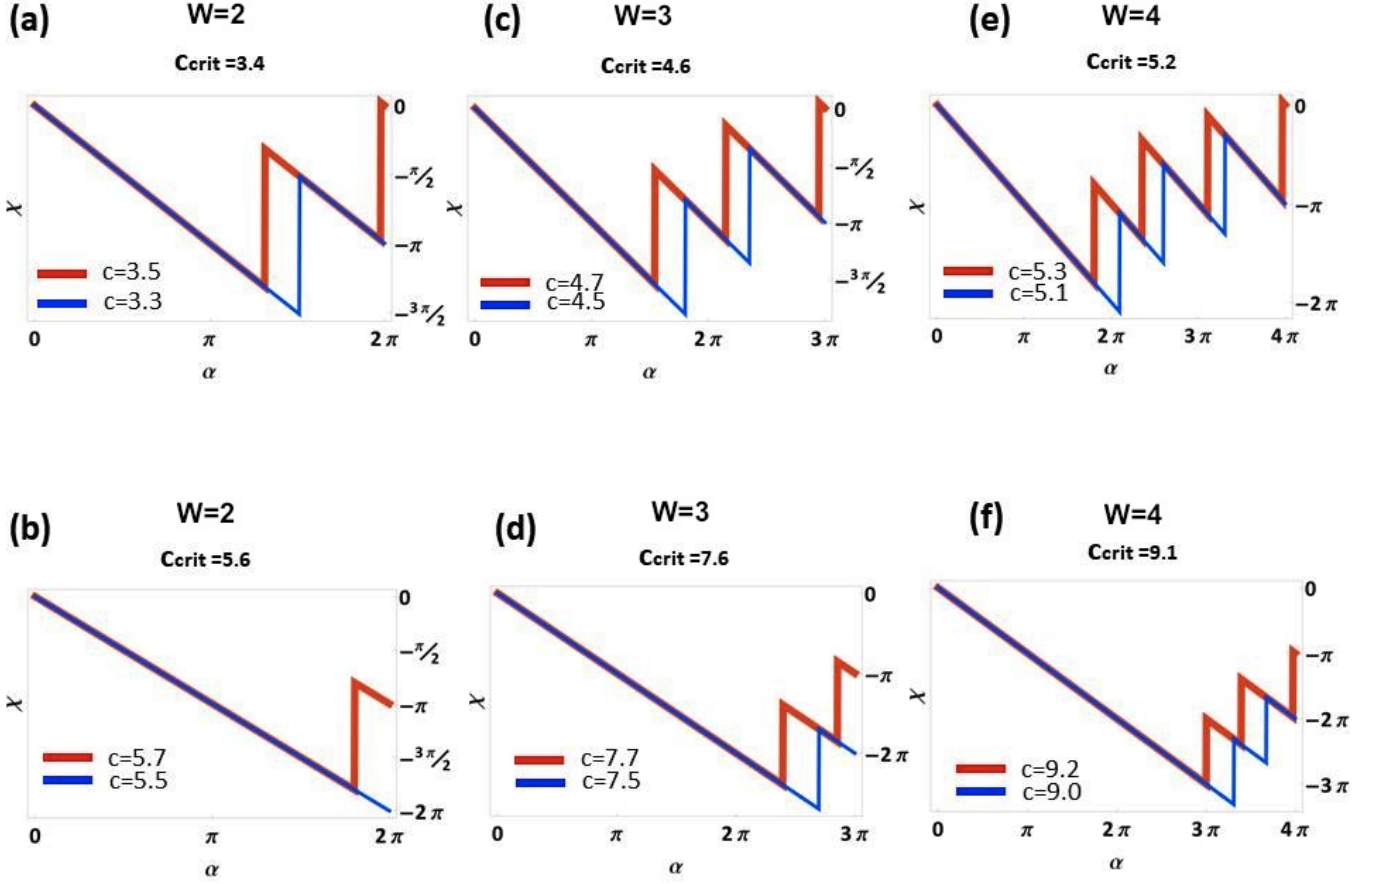 (a)
W=2
Ccrit =3.4
0
−π/2
−π
−3π/2
χ
c=3.5
c=3.3
0 π 2π
α
(c)
W=3
Ccrit =4.6
0
−π/2
−π
−3π/2
χ
c=4.7
c=4.5
0 π 2π 3π
α
(e)
W=4
Ccrit =5.2
0
−π
−2π
χ
c=5.3
c=5.1
0 π 2π 3π 4π
α
(b)
W=2
Ccrit =5.6
0
−π/2
−π
−3π/2
−2π
χ
c=5.7
c=5.5
0 π 2π
α
(d)
W=3
Ccrit =7.6
0
−π
−2π
χ
c=7.7
c=7.5
0 π 2π 3π
α
(f)
W=4
Ccrit =9.1
0
−π
−2π
−3π
χ
c=9.2
c=9.0
0 π 2π 3π 4π
α